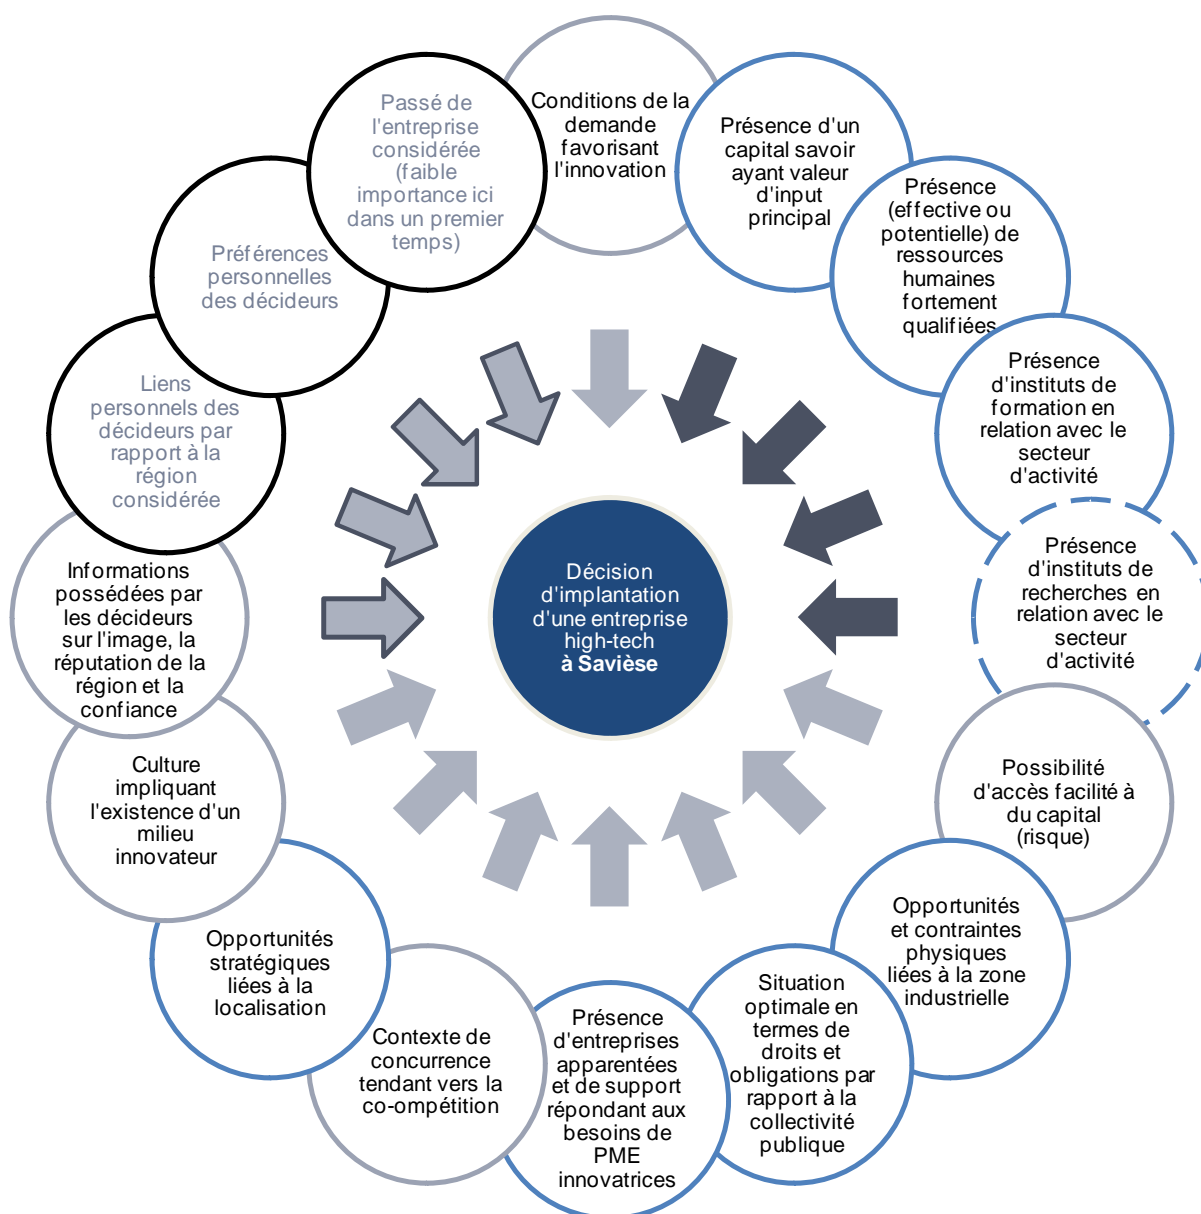 Conditions de la
demande
favorisant
l'innovation
Présence d'un
capital savoir
ayant valeur
d'input
principal
Présence
(effective ou
potentielle) de
ressources
humaines
fortement
qualifiées
Présence
d'instituts de
formation en
relation avec le
secteur
d'activité
Présence
d'instituts de
recherches en
relation avec le
secteur
d'activité
Possibilité
d'accès facilité à
du capital
(risque)
Opportunités
et contraintes
physiques
liées à la zone
industrielle
Situation
optimale en
termes de
droits et
obligations par
rapport à la
collectivité
publique
Présence
d'entreprises
apparentées
et de support
répondant aux
besoins de
PME
innovatrices
Contexte de
concurrence
tendant vers la
co-ompétition
Opportunités
stratégiques
liées à la
localisation
Culture
impliquant
l'existence d'un
milieu
innovateur
Informations
possédées par
les décideurs
sur l'image, la
réputation de la
région et la
confiance
Liens
personnels des
décideurs par
rapport à la
région
considérée
Préférences
personnelles
des décideurs
Passé de
l'entreprise
considérée
(faible
importance ici
dans un premier
temps)
Décision
d'implantation
d'une entreprise
high-tech
à Savièse